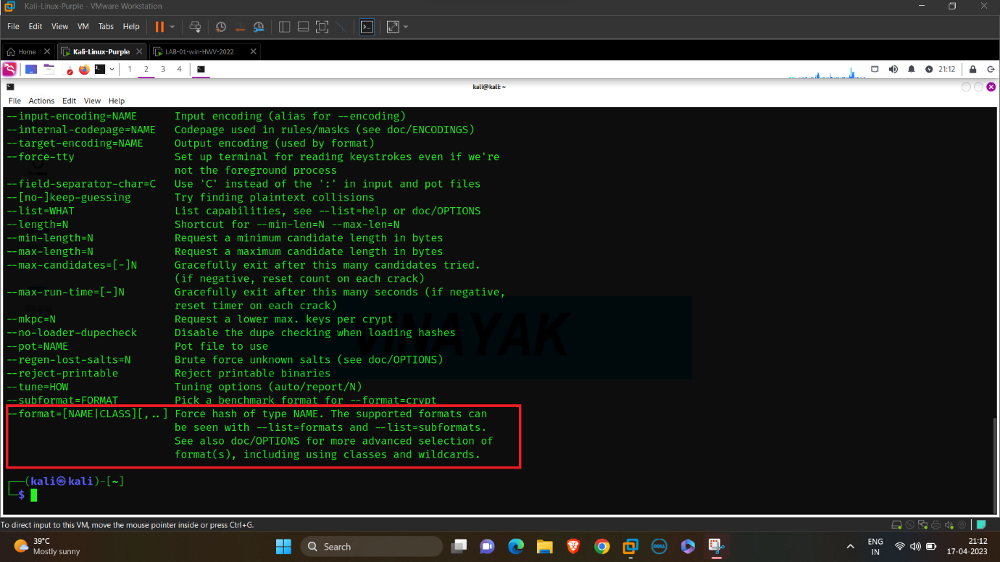 Kali-Linux-Purple - VMware Workstation
File Edit View VM Tabs Help
Home Kali-Linux-Purple LAB-01-win-HWV-2022
1 2 3 4 21:12
kali@kali: ~
File Actions Edit View Help
--input-encoding=NAME Input encoding (alias for --encoding)
--internal-codepage=NAME Codepage used in rules/masks (see doc/ENCODINGS)
--target-encoding=NAME Output encoding (used by format)
--force-tty Set up terminal for reading keystrokes even if we're
not the foreground process
--field-separator-char=C Use 'C' instead of the ':' in input and pot files
--[no-]keep-guessing Try finding plaintext collisions
--list=WHAT List capabilities, see --list=help or doc/OPTIONS
--length=N Shortcut for --min-len=N --max-len=N
--min-length=N Request a minimum candidate length in bytes
--max-length=N Request a maximum candidate length in bytes
--max-candidates=[-]N Gracefully exit after this many candidates tried.
(if negative, reset count on each crack)
--max-run-time=[-]N Gracefully exit after this many seconds (if negative,
reset timer on each crack)
--mkpc=N Request a lower max. keys per crypt
--no-loader-dupecheck Disable the dupe checking when loading hashes
VINAYAK
--pot=NAME Pot file to use
--regen-lost-salts=N Brute force unknown salts (see doc/OPTIONS)
--reject-printable Reject printable binaries
--tune=HOW Tuning options (auto/report/N)
--subformat=FORMAT Pick a benchmark format for --format=crypt
--format=[NAME|CLASS][,..] Force hash of type NAME. The supported formats can
be seen with --list=formats and --list=subformats.
See also doc/OPTIONS for more advanced selection of
format(s), including using classes and wildcards.
┌──(kali㉿kali)-[~]
└─$
To direct input to this VM, move the mouse pointer inside or press Ctrl+G.
39°C
Mostly sunny
Search
DELL
ENG
IN
21:12
17-04-2023